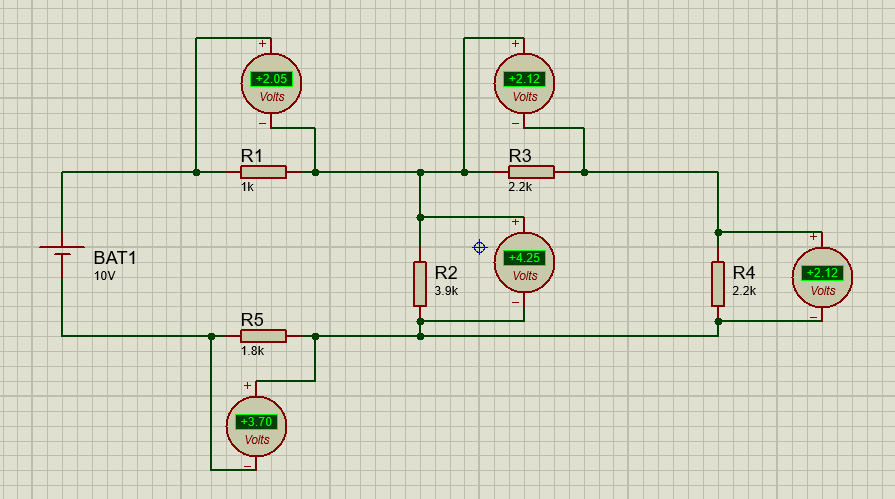 +
+2.05
Volts
−
R1
1k
+
+2.12
Volts
−
R3
2.2k
BAT1
10V
R2
3.9k
+
+4.25
Volts
−
R4
2.2k
+
+2.12
Volts
−
R5
1.8k
+
+3.70
Volts
−